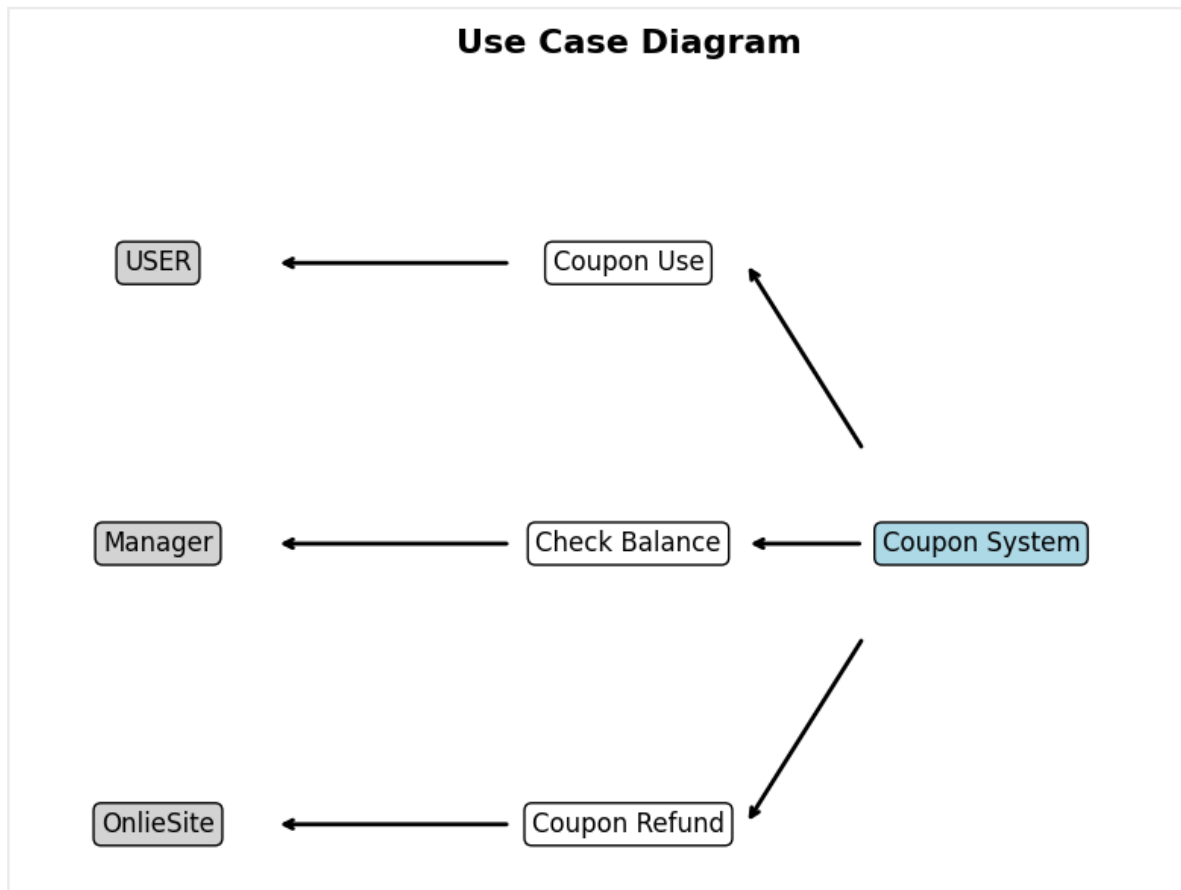 Use Case Diagram
USER
Coupon Use
Manager
Check Balance
Coupon System
OnlieSite
Coupon Refund